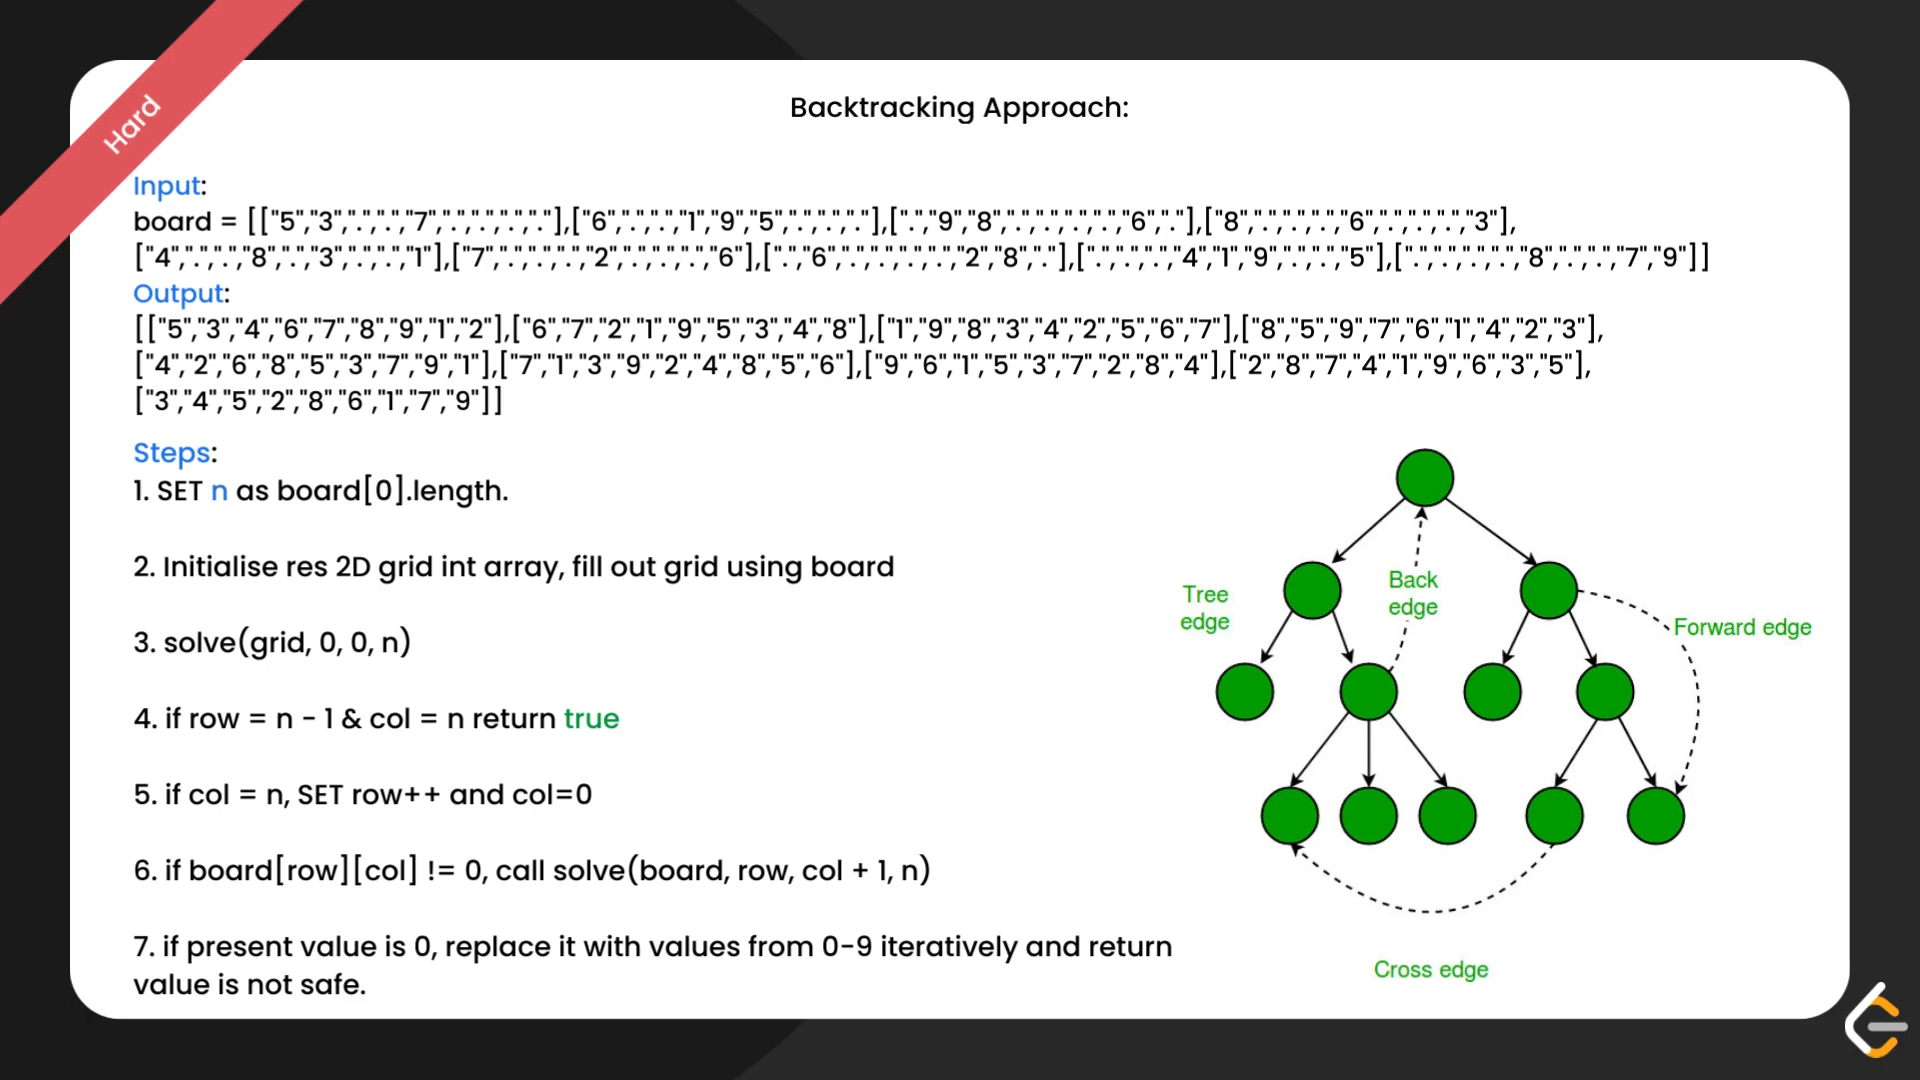 Hard
Backtracking Approach:
Input:
board = [["5","3",".",".","7",".",".",".","."],["6",".",".","1","9","5",".",".","."],[".","9","8",".",".",".",".","6","."],["8",".",".",".","6",".",".",".","3"],
["4",".",".","8",".","3",".",".","1"],["7",".",".",".","2",".",".",".","6"],[".","6",".",".",".",".","2","8","."],[".",".",".","4","1","9",".",".","5"],[".",".",".",".","8",".",".","7","9"]]
Output:
[["5","3","4","6","7","8","9","1","2"],["6","7","2","1","9","5","3","4","8"],["1","9","8","3","4","2","5","6","7"],["8","5","9","7","6","1","4","2","3"],
["4","2","6","8","5","3","7","9","1"],["7","1","3","9","2","4","8","5","6"],["9","6","1","5","3","7","2","8","4"],["2","8","7","4","1","9","6","3","5"],
["3","4","5","2","8","6","1","7","9"]]
Steps:
1. SET n as board[0].length.
2. Initialise res 2D grid int array, fill out grid using board
3. solve(grid, 0, 0, n)
4. if row = n - 1 & col = n return true
5. if col = n, SET row++ and col=0
6. if board[row][col] != 0, call solve(board, row, col + 1, n)
7. if present value is 0, replace it with values from 0-9 iteratively and return
value is not safe.
Tree
edge
Back
edge
Forward edge
Cross edge